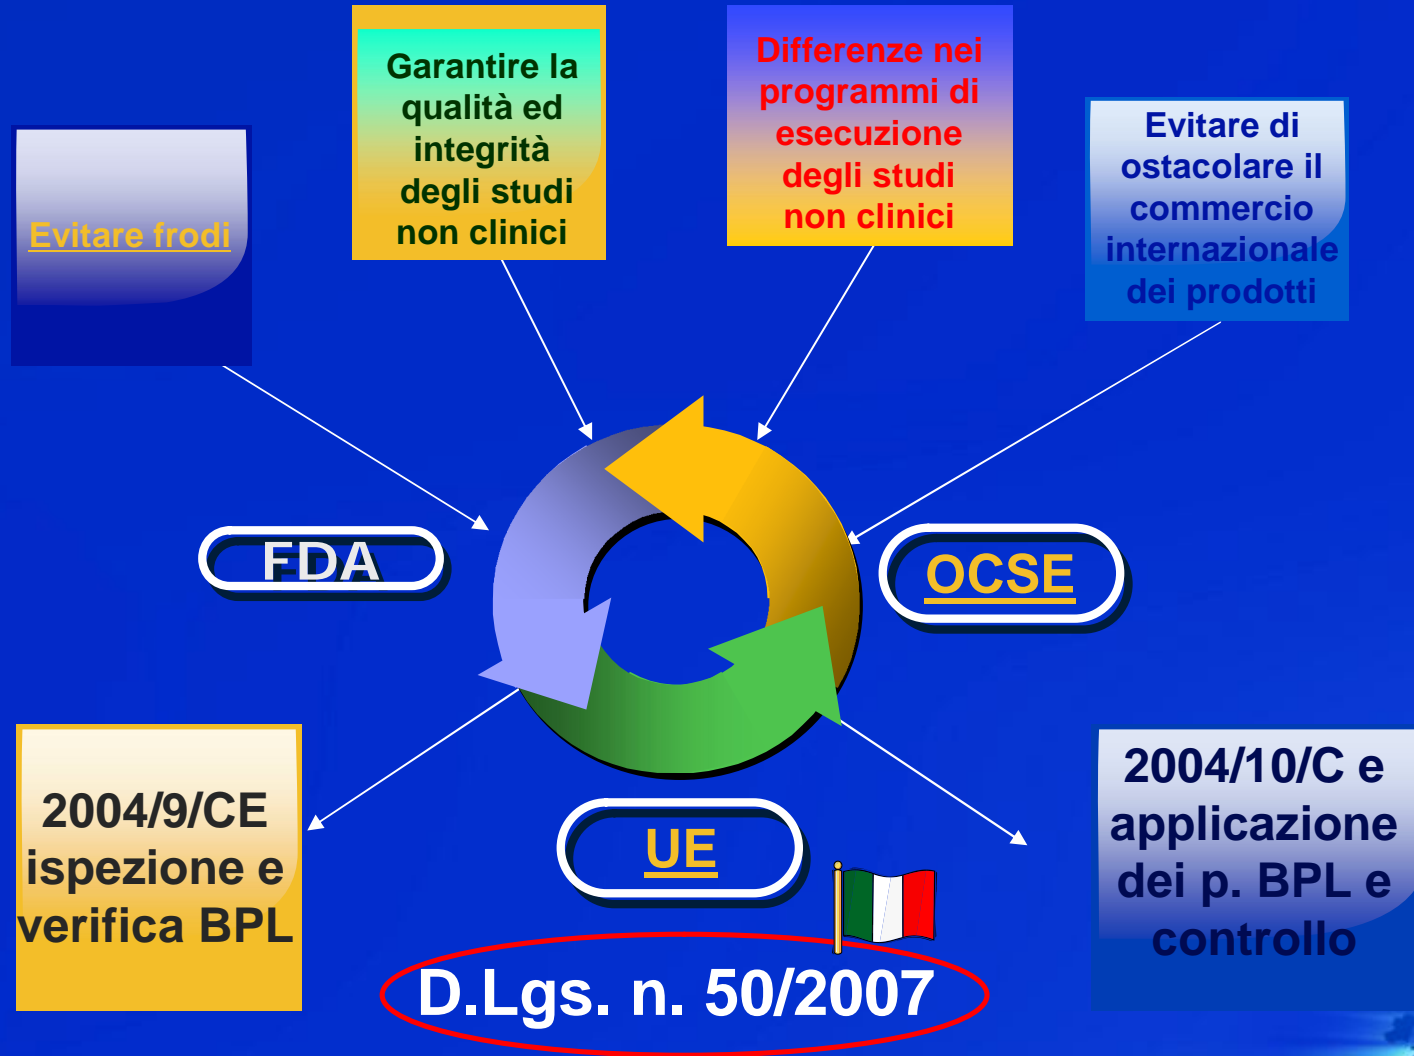 Evitare frodi
Garantire la
qualità ed
integrità
degli studi
non clinici
Differenze nei
programmi di
esecuzione
degli studi
non clinici
Evitare di
ostacolare il
commercio
internazionale
dei prodotti
FDA
OCSE
UE
2004/9/CE
ispezione e
verifica BPL
2004/10/C e
applicazione
dei p. BPL e
controllo
D.Lgs. n. 50/2007